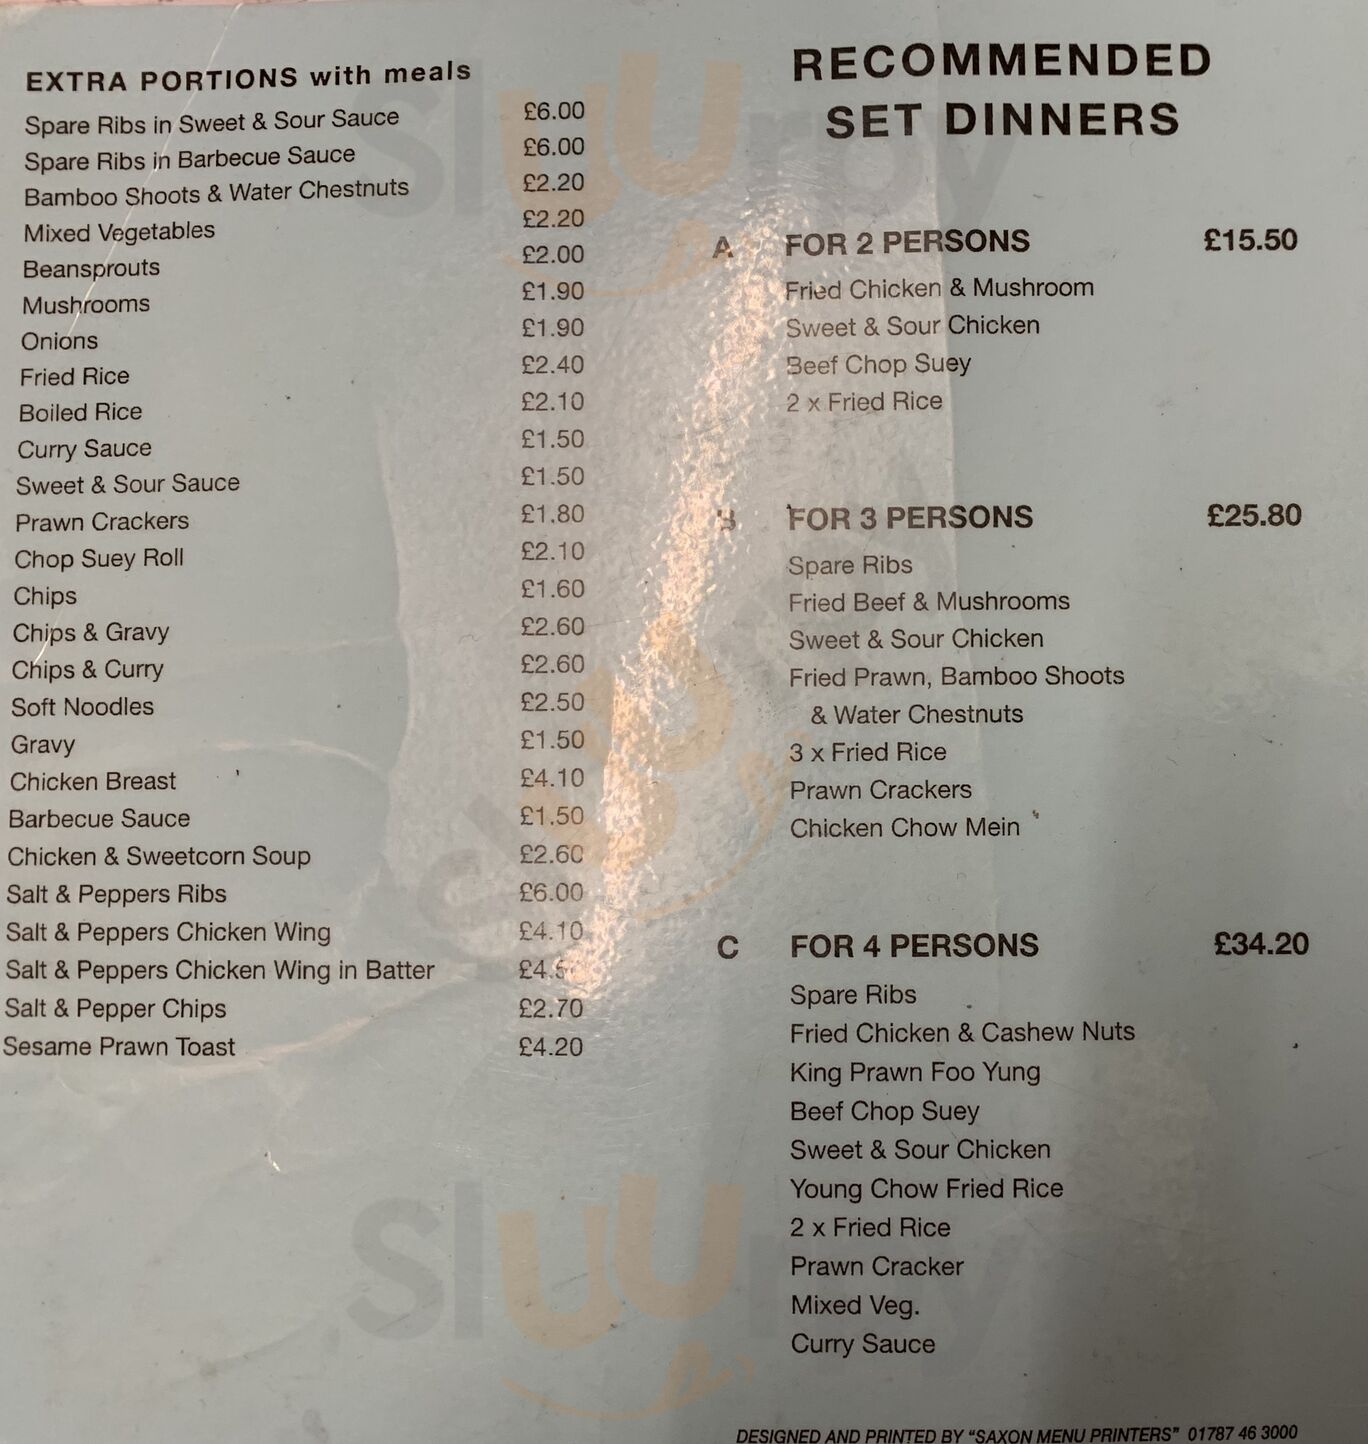 EXTRA PORTIONS with meals
Spare Ribs in Sweet & Sour Sauce £6.00
Spare Ribs in Barbecue Sauce £6.00
Bamboo Shoots & Water Chestnuts £2.20
Mixed Vegetables £2.20
Beansprouts £2.00
Mushrooms £1.90
Onions £1.90
Fried Rice £2.40
Boiled Rice £2.10
Curry Sauce £1.50
Sweet & Sour Sauce £1.50
Prawn Crackers £1.80
Chop Suey Roll £2.10
Chips £1.60
Chips & Gravy £2.60
Chips & Curry £2.60
Soft Noodles £2.50
Gravy £1.50
Chicken Breast £4.10
Barbecue Sauce £1.50
Chicken & Sweetcorn Soup £2.60
Salt & Peppers Ribs £6.00
Salt & Peppers Chicken Wing £4.10
Salt & Peppers Chicken Wing in Batter
Salt & Pepper Chips £2.70
Sesame Prawn Toast £4.20
RECOMMENDED
SET DINNERS
A FOR 2 PERSONS £15.50
Fried Chicken & Mushroom
Sweet & Sour Chicken
Beef Chop Suey
2 x Fried Rice
B FOR 3 PERSONS £25.80
Spare Ribs
Fried Beef & Mushrooms
Sweet & Sour Chicken
Fried Prawn, Bamboo Shoots
& Water Chestnuts
3 x Fried Rice
Prawn Crackers
Chicken Chow Mein
C FOR 4 PERSONS £34.20
Spare Ribs
Fried Chicken & Cashew Nuts
King Prawn Foo Yung
Beef Chop Suey
Sweet & Sour Chicken
Young Chow Fried Rice
2 x Fried Rice
Prawn Cracker
Mixed Veg.
Curry Sauce
DESIGNED AND PRINTED BY "SAXON MENU PRINTERS" 01787 46 3000
Sluurpy
Sluurpy